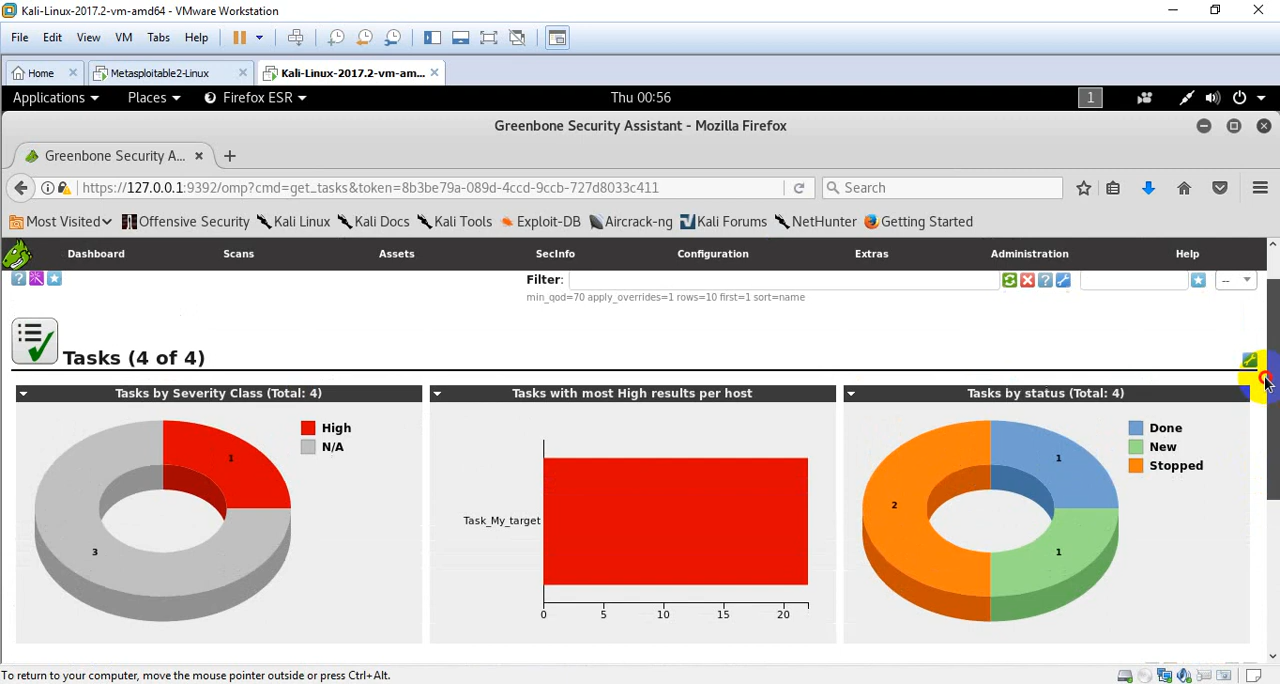 Kali-Linux-2017.2-vm-amd64 - VMware Workstation
File Edit View VM Tabs Help
Home Metasploitable2-Linux Kali-Linux-2017.2-vm-am...
Applications Places Firefox ESR Thu 00:56 1
Greenbone Security Assistant - Mozilla Firefox
Greenbone Security A...
https://127.0.0.1:9392/omp?cmd=get_tasks&token=8b3be79a-089d-4ccd-9ccb-727d8033c411 Search
Most Visited Offensive Security Kali Linux Kali Docs Kali Tools Exploit-DB Aircrack-ng Kali Forums NetHunter Getting Started
Dashboard Scans Assets SecInfo Configuration Extras Administration Help
Filter: --
min_qod=70 apply_overrides=1 rows=10 first=1 sort=name
Tasks (4 of 4)
Tasks by Severity Class (Total: 4)
High
N/A
1
3
Tasks with most High results per host
Task_My_target
0 5 10 15 20
Tasks by status (Total: 4)
Done
New
Stopped
1
2
1
To return to your computer, move the mouse pointer outside or press Ctrl+Alt.